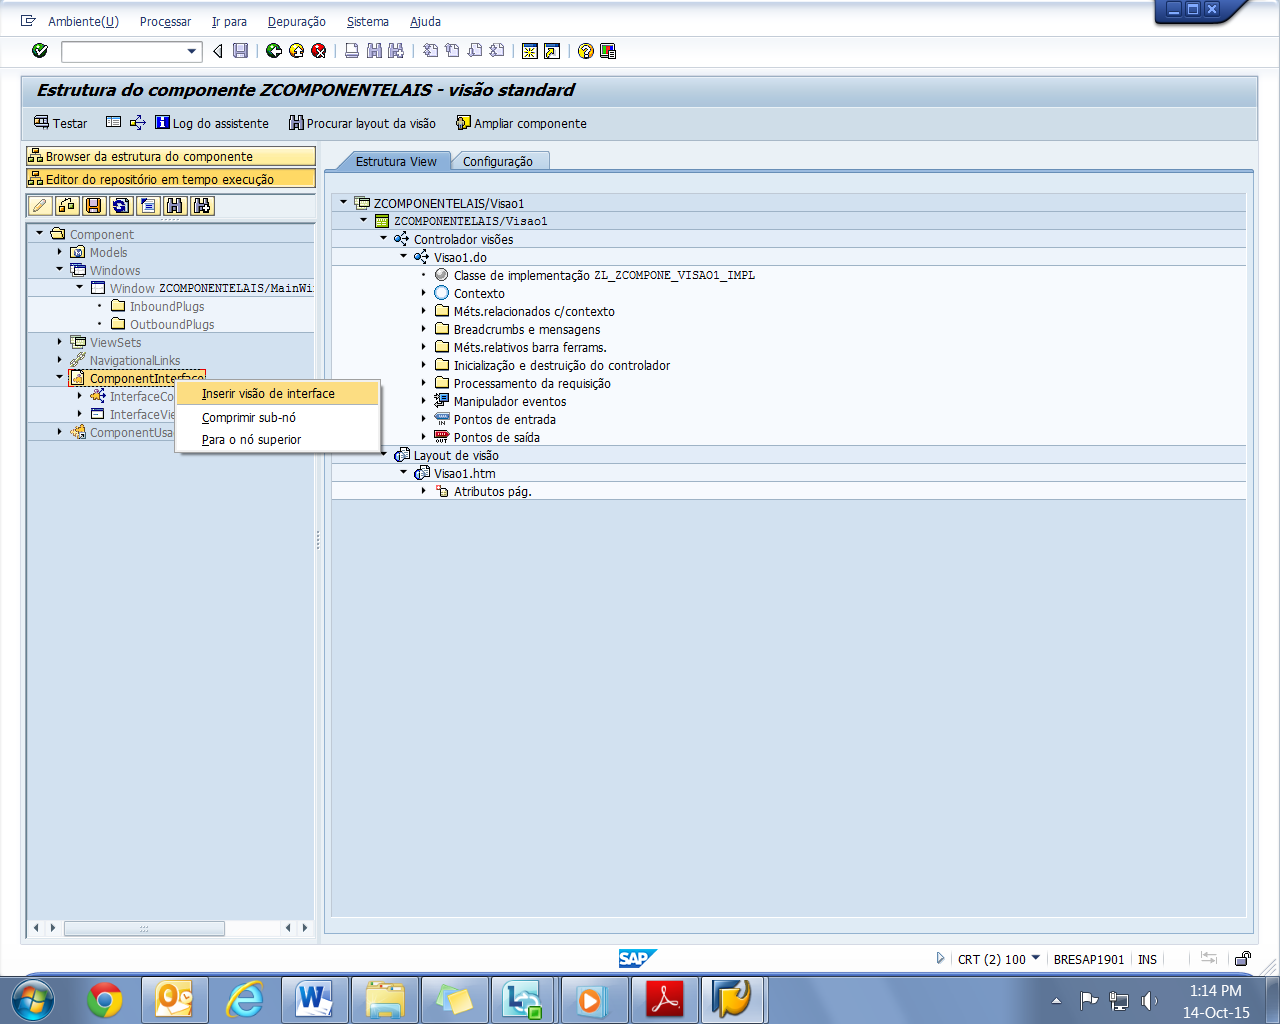 Ambiente(U) Processar Ir para Depuração Sistema Ajuda
Estrutura do componente ZCOMPONENTELAIS - visão standard
Testar Log do assistente Procurar layout da visão Ampliar componente
Browser da estrutura do componente
Editor do repositório em tempo execução
Component
Models
Windows
Window ZCOMPONENTELAIS/MainWi
InboundPlugs
OutboundPlugs
ViewSets
NavigationalLinks
ComponentInterface
InterfaceCo
InterfaceVie
ComponentUsa
Inserir visão de interface
Comprimir sub-nó
Para o nó superior
Estrutura View Configuração
ZCOMPONENTELAIS/Visao1
ZCOMPONENTELAIS/Visao1
Controlador visões
Visao1.do
Classe de implementação ZL_ZCOMPONE_VISAO1_IMPL
Contexto
Méts.relacionados c/contexto
Breadcrumbs e mensagens
Méts.relativos barra ferrams.
Inicialização e destruição do controlador
Processamento da requisição
Manipulador eventos
Pontos de entrada
Pontos de saída
Layout de visão
Visao1.htm
Atributos pág.
SAP
CRT (2) 100 BRESAP1901 INS
1:14 PM
14-Oct-15